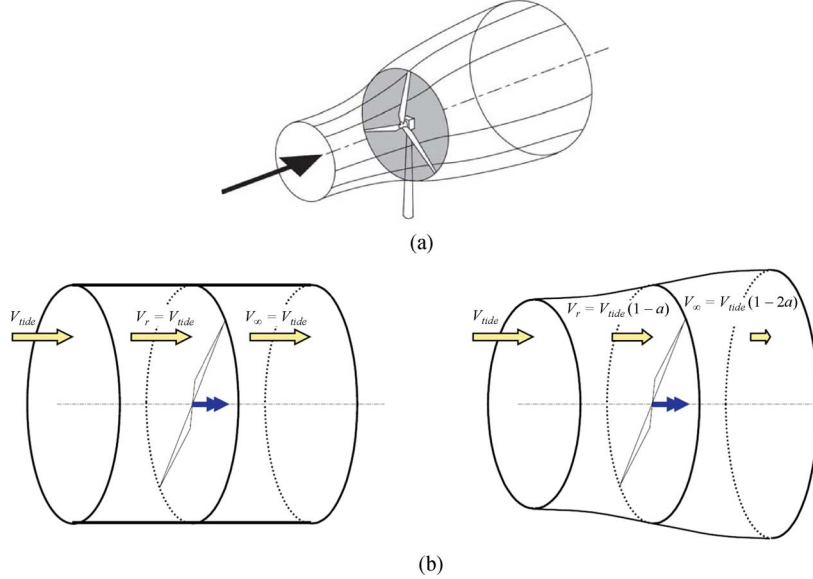 (a)
V_tide
V_r = V_tide
V_∞ = V_tide
V_tide
V_r = V_tide (1 − a)
V_∞ = V_tide (1 − 2a)
(b)